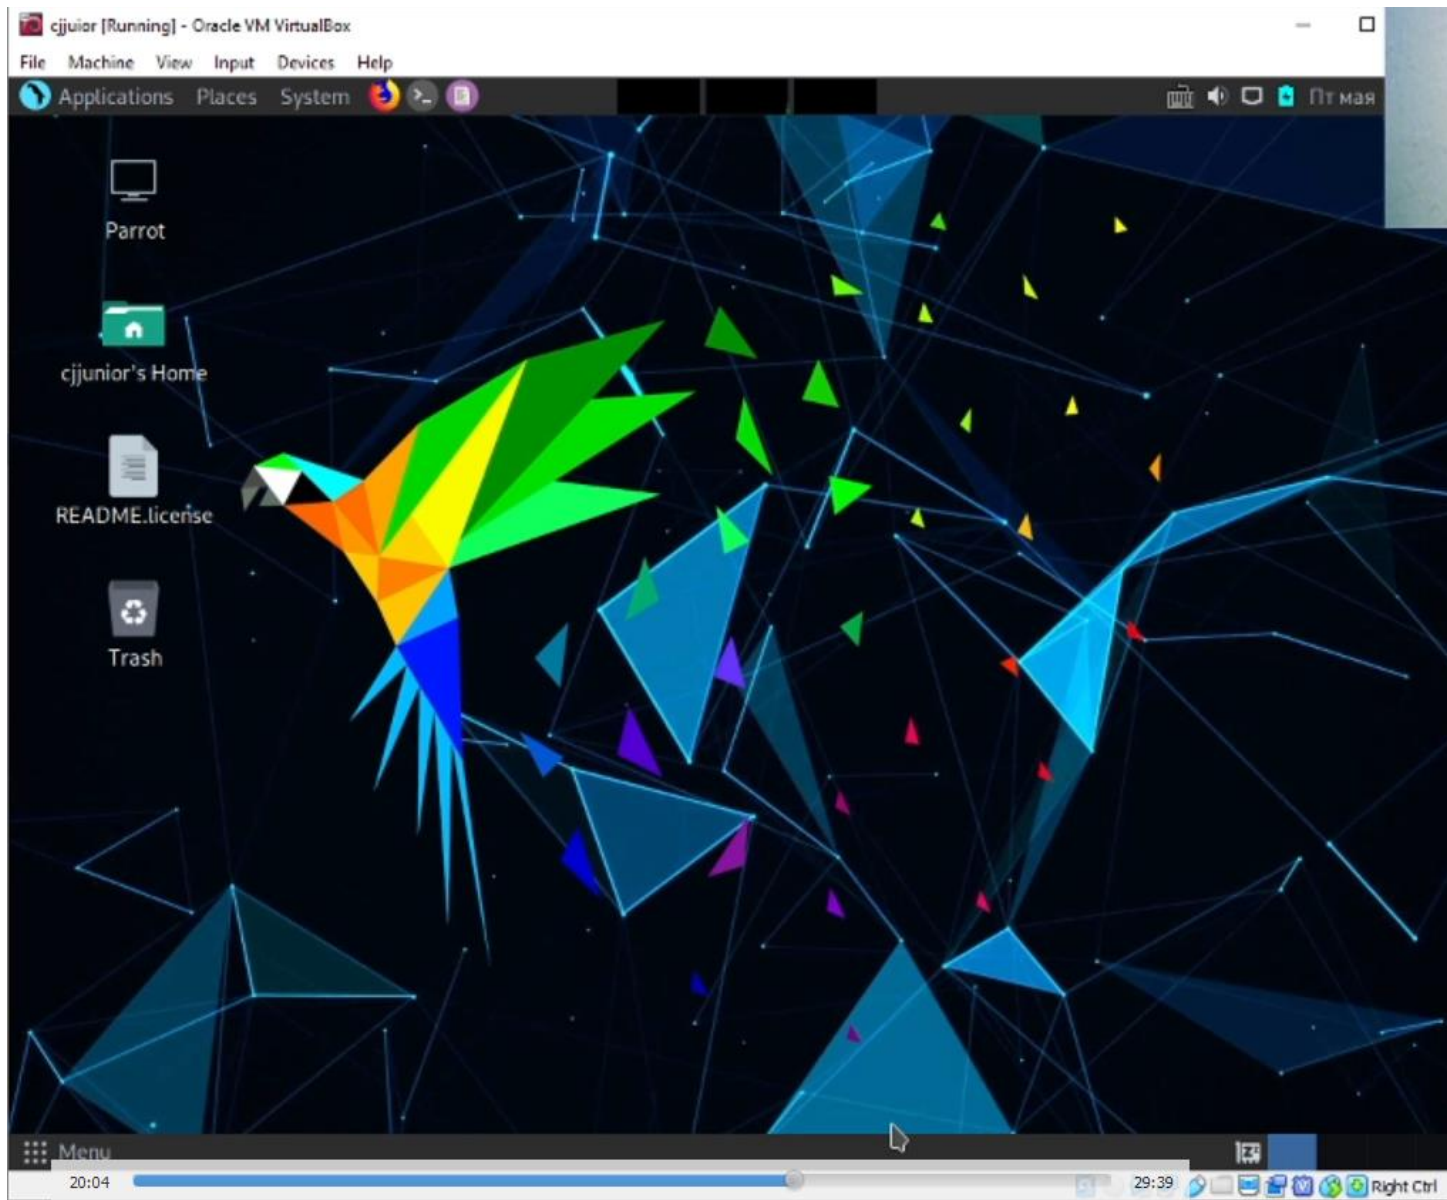 cjjuior [Running] - Oracle VM VirtualBox
File Machine View Input Devices Help
Applications Places System Пт мая
Parrot
cjjunior's Home
README.license
Trash
Menu
20:04 29:39 Right Ctrl